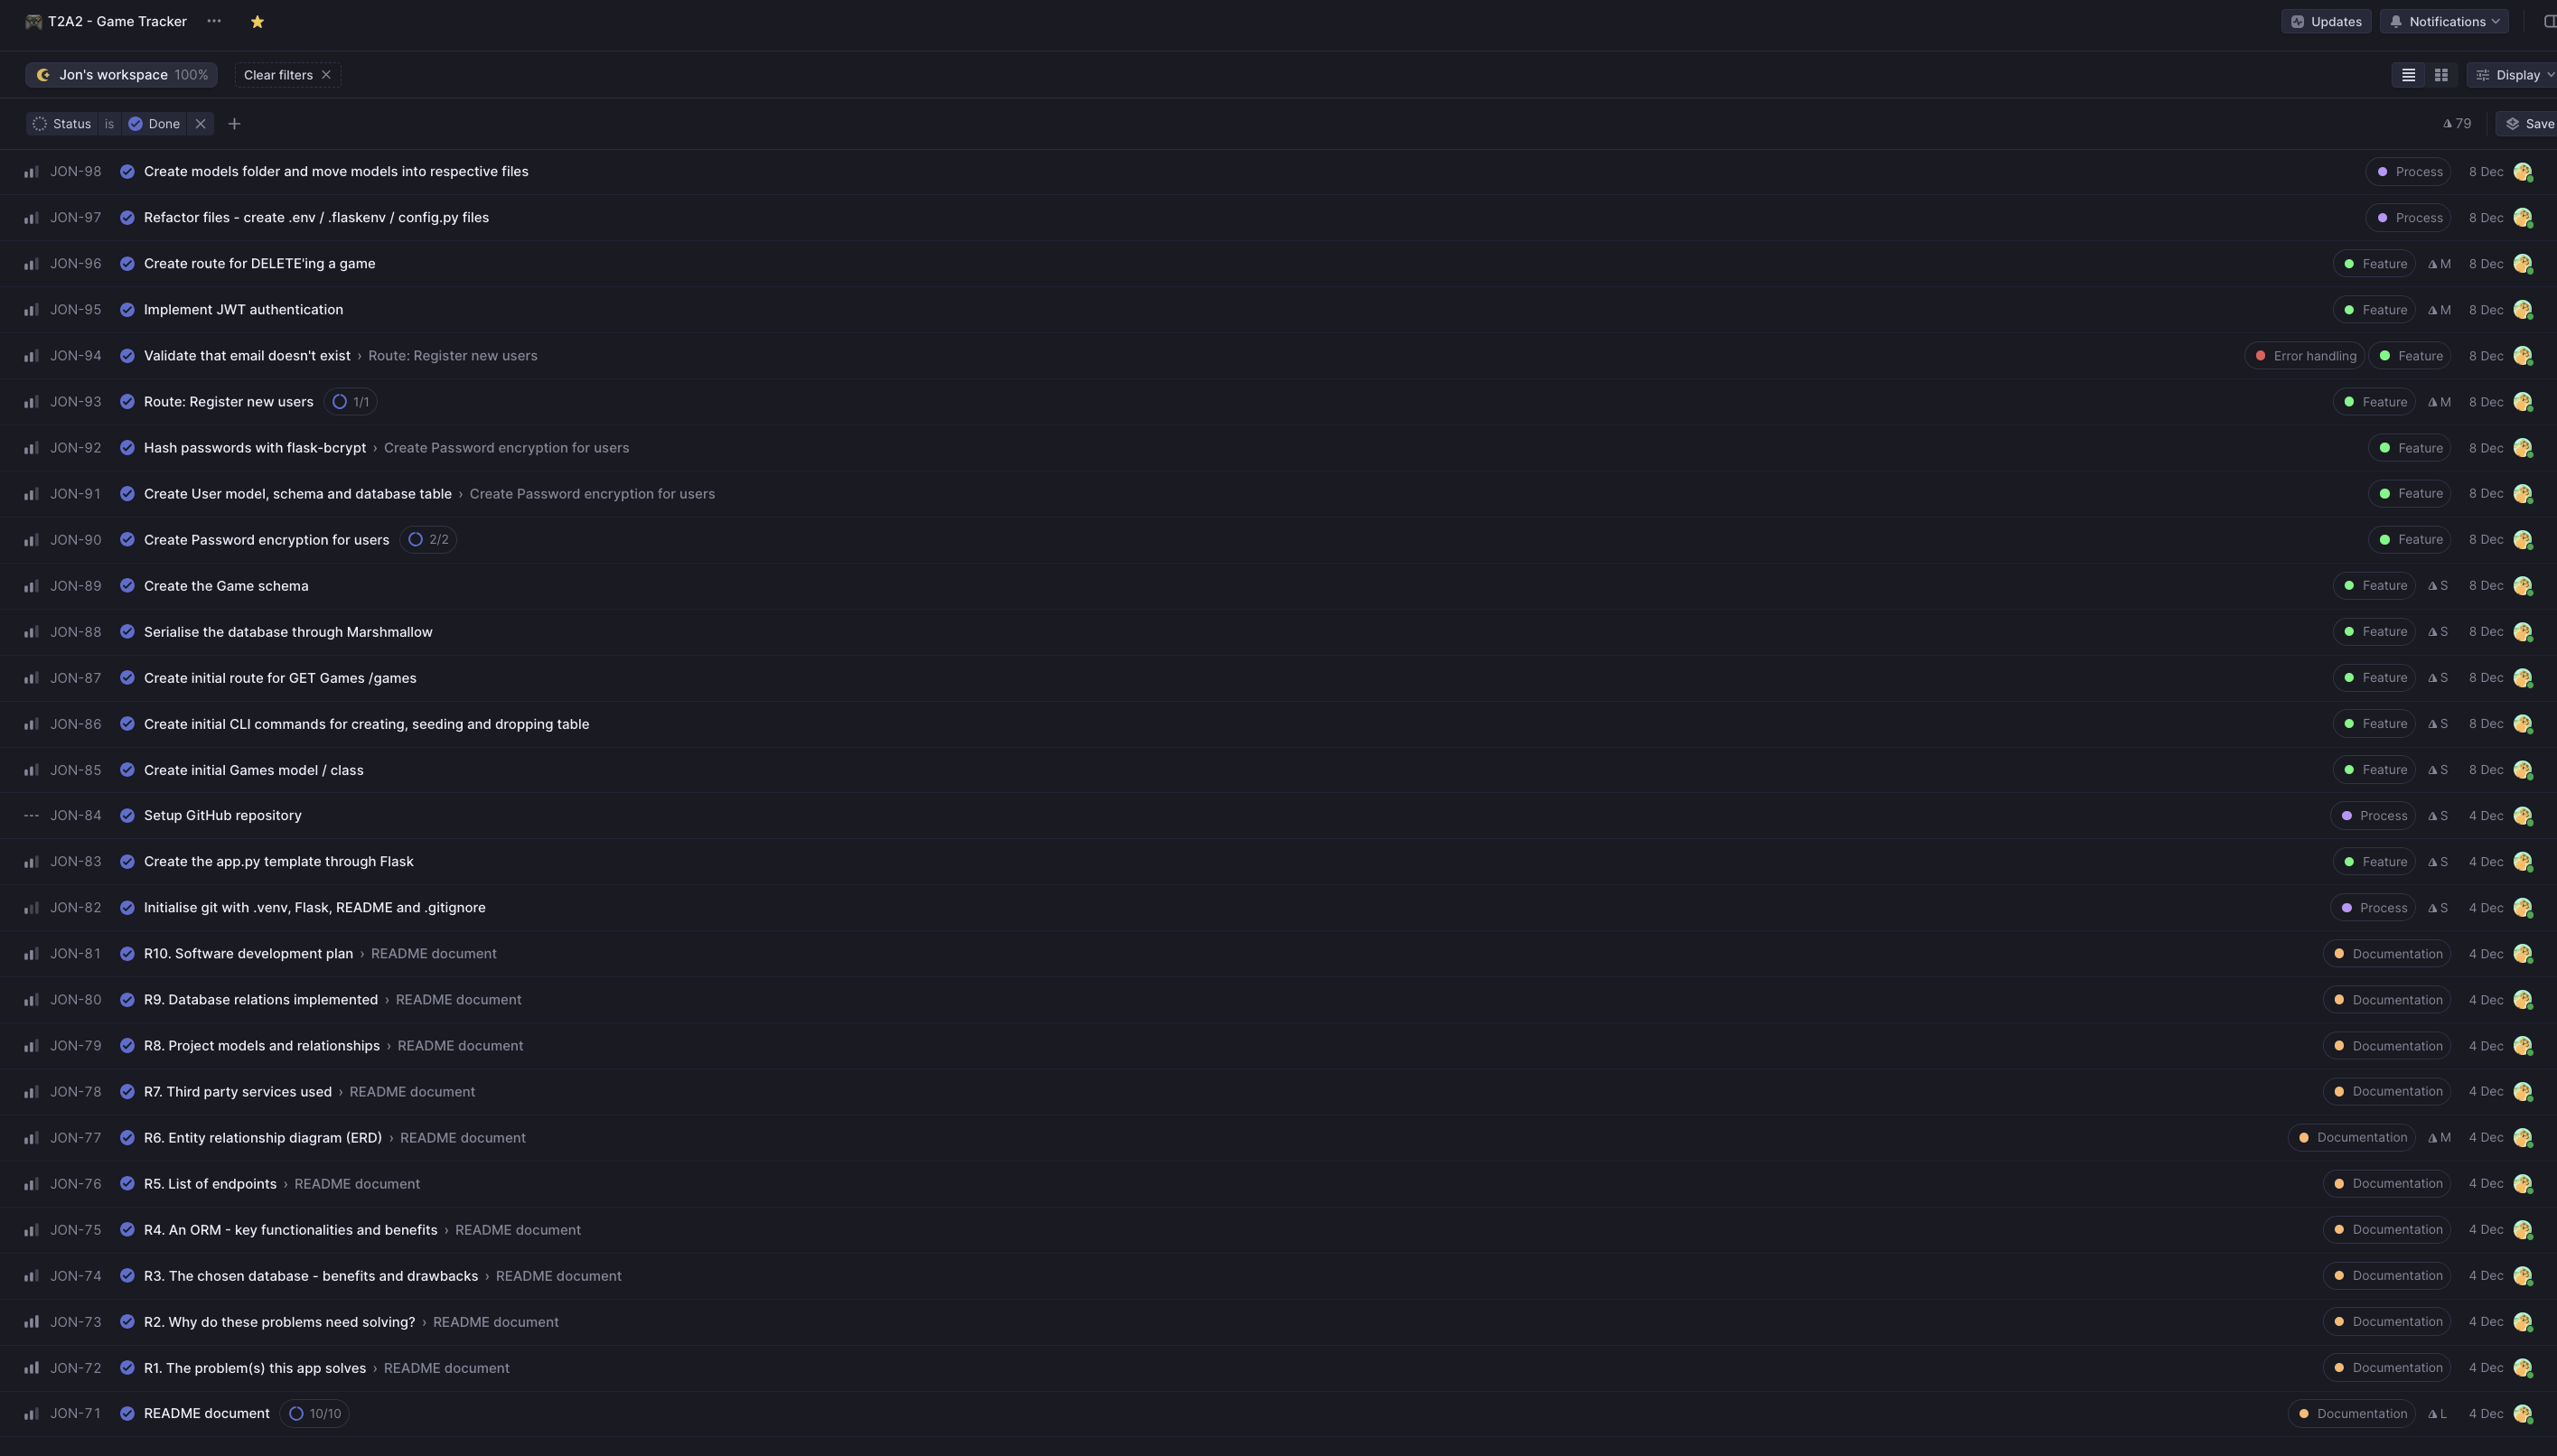 T2A2 - Game Tracker ··· Updates Notifications
Jon's workspace 100% Clear filters Display
Status is Done 79 Save
JON-98 Create models folder and move models into respective files Process 8 Dec
JON-97 Refactor files - create .env / .flaskenv / config.py files Process 8 Dec
JON-96 Create route for DELETE'ing a game Feature M 8 Dec
JON-95 Implement JWT authentication Feature M 8 Dec
JON-94 Validate that email doesn't exist › Route: Register new users Error handling Feature 8 Dec
JON-93 Route: Register new users 1/1 Feature M 8 Dec
JON-92 Hash passwords with flask-bcrypt › Create Password encryption for users Feature 8 Dec
JON-91 Create User model, schema and database table › Create Password encryption for users Feature 8 Dec
JON-90 Create Password encryption for users 2/2 Feature 8 Dec
JON-89 Create the Game schema Feature S 8 Dec
JON-88 Serialise the database through Marshmallow Feature S 8 Dec
JON-87 Create initial route for GET Games /games Feature S 8 Dec
JON-86 Create initial CLI commands for creating, seeding and dropping table Feature S 8 Dec
JON-85 Create initial Games model / class Feature S 8 Dec
JON-84 Setup GitHub repository Process S 4 Dec
JON-83 Create the app.py template through Flask Feature S 4 Dec
JON-82 Initialise git with .venv, Flask, README and .gitignore Process S 4 Dec
JON-81 R10. Software development plan › README document Documentation 4 Dec
JON-80 R9. Database relations implemented › README document Documentation 4 Dec
JON-79 R8. Project models and relationships › README document Documentation 4 Dec
JON-78 R7. Third party services used › README document Documentation 4 Dec
JON-77 R6. Entity relationship diagram (ERD) › README document Documentation M 4 Dec
JON-76 R5. List of endpoints › README document Documentation 4 Dec
JON-75 R4. An ORM - key functionalities and benefits › README document Documentation 4 Dec
JON-74 R3. The chosen database - benefits and drawbacks › README document Documentation 4 Dec
JON-73 R2. Why do these problems need solving? › README document Documentation 4 Dec
JON-72 R1. The problem(s) this app solves › README document Documentation 4 Dec
JON-71 README document 10/10 Documentation L 4 Dec